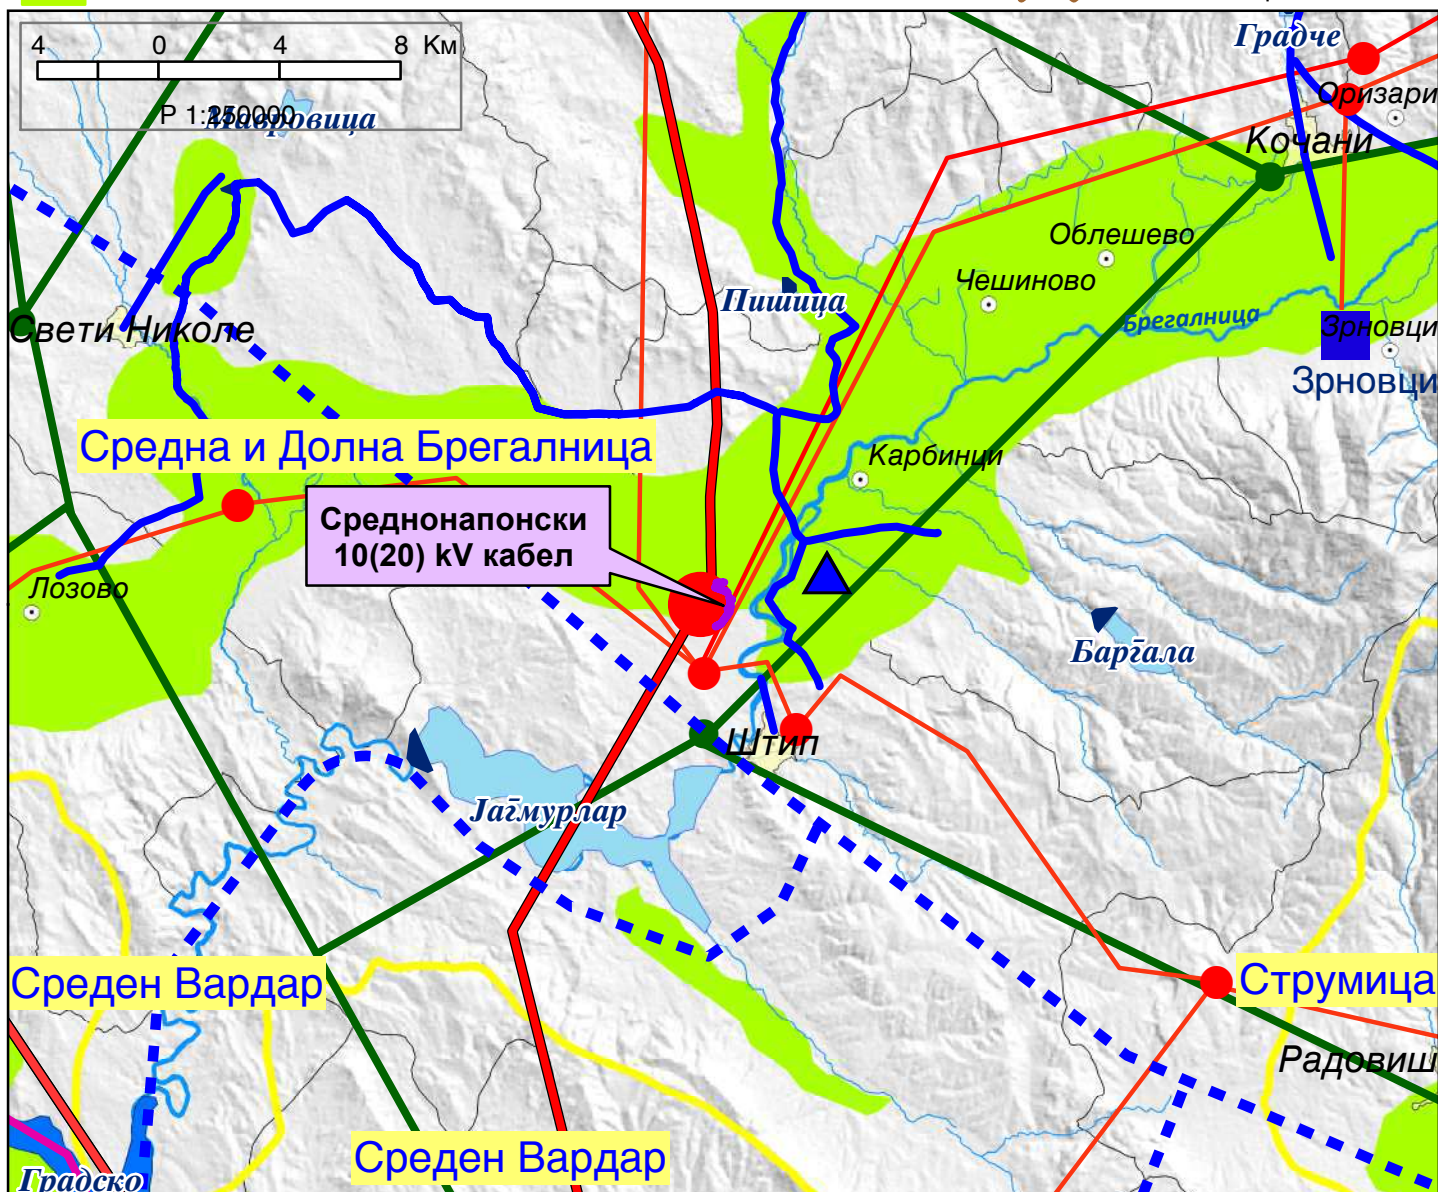 4 0 4 8 Км
Р 1:250000
Мавровица
Градче
Оризари
Кочани
Облешево
Чешиново
Пишица
Брегалница
Свети Николе
Зрновци
Зрновци
Средна и Долна Брегалница
Карбинци
Среднонапонски
10(20) kV кабел
Лозово
Баргала
Штип
Јагмурлар
Среден Вардар
Струмица
Радовиш
Среден Вардар
Градско